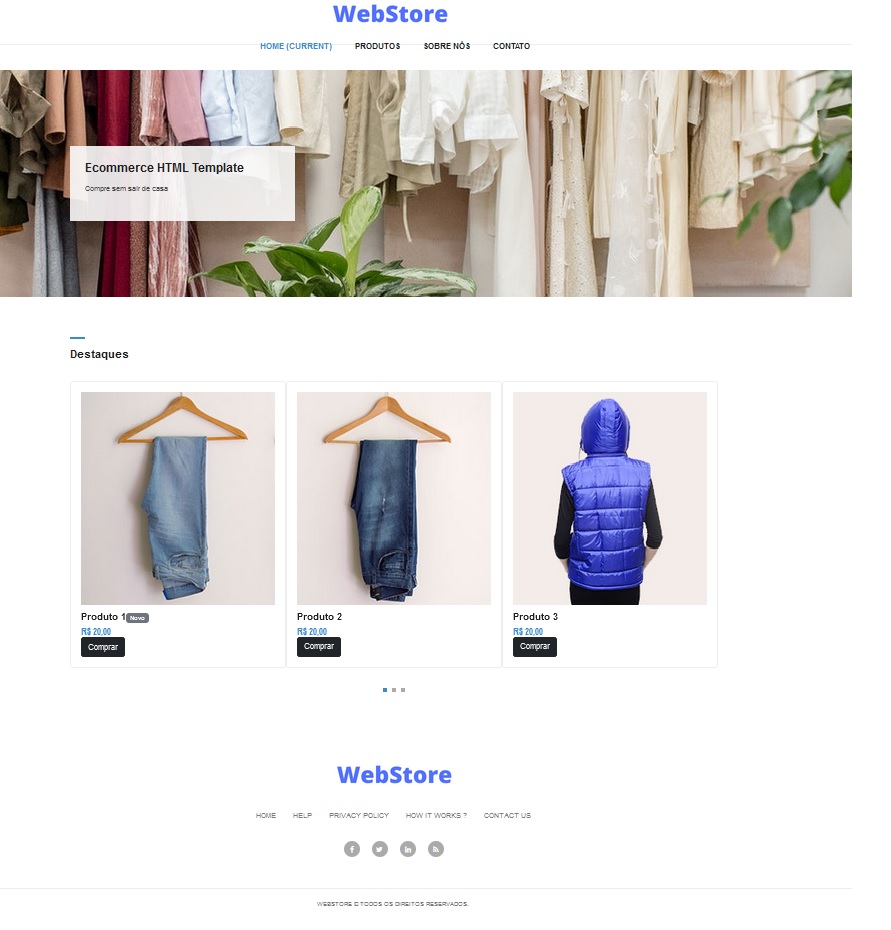 WebStore
HOME (CURRENT) PRODUTOS SOBRE NÓS CONTATO
Ecommerce HTML Template
Compre sem sair de casa
Destaques
Produto 1 Novo
R$ 20,00
Comprar
Produto 2
R$ 20,00
Comprar
Produto 3
R$ 20,00
Comprar
WebStore
HOME HELP PRIVACY POLICY HOW IT WORKS ? CONTACT US
WEBSTORE © TODOS OS DIREITOS RESERVADOS.